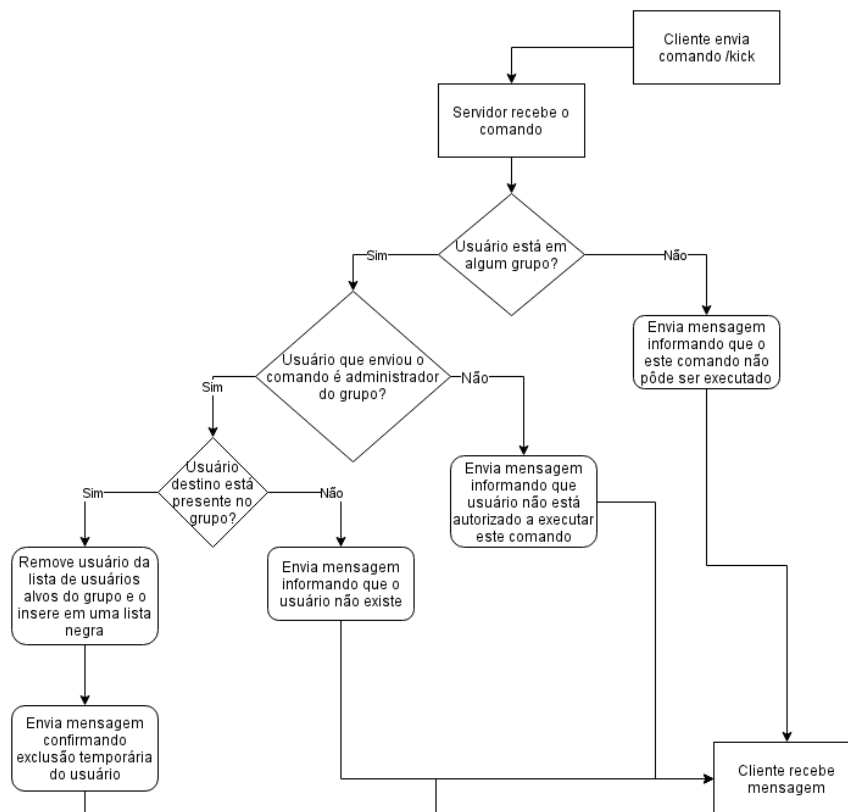 Cliente envia
comando /kick
Servidor recebe o
comando
Usuário está em
algum grupo?
Sim
Não
Usuário que enviou o
comando é administrador
do grupo?
Envia mensagem
informando que o
este comando não
pôde ser executado
Sim
Não
Usuário
destino está
presente no
grupo?
Envia mensagem
informando que
usuário não está
autorizado a executar
este comando
Sim
Não
Remove usuário da
lista de usuários
alvos do grupo e o
insere em uma lista
negra
Envia mensagem
informando que o
usuário não existe
Envia mensagem
confirmando
exclusão temporária
do usuário
Cliente recebe
mensagem